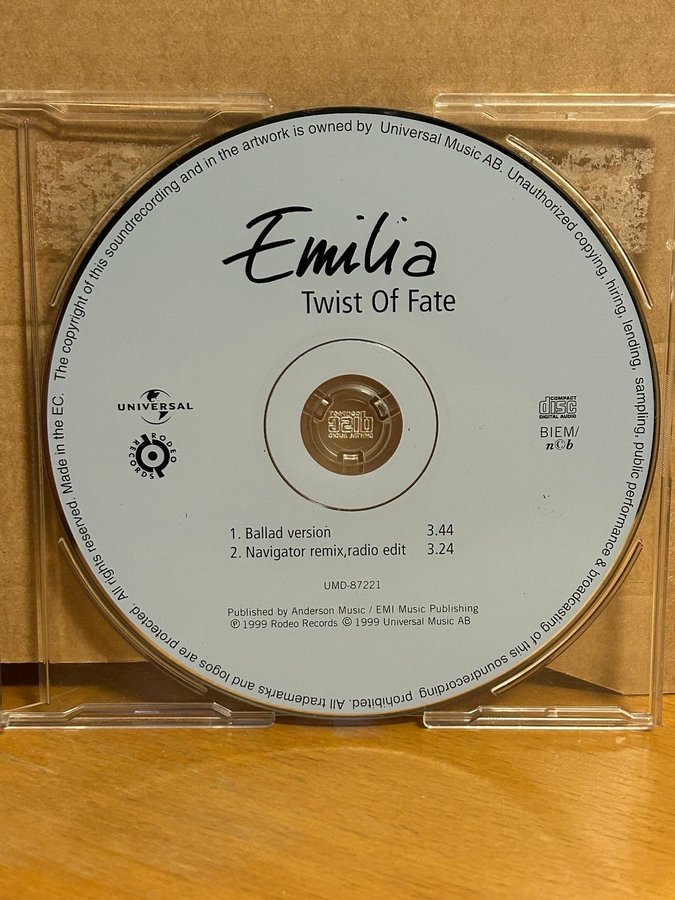 The copyright of this soundrecording and in the artwork is owned by Universal Music AB. Unauthorized copying, hiring, lending, sampling, public performance & broadcasting of this soundrecording prohibited. All trademarks and logos are protected. All rights reserved. Made in the EC.
Emilia
Twist Of Fate
UNIVERSAL
RODEO
RECORDS
COMPACT
disc
DIGITAL AUDIO
BIEM/
n©b
1. Ballad version 3.44
2. Navigator remix,radio edit 3.24
UMD-87221
Published by Anderson Music / EMI Music Publishing
℗ 1999 Rodeo Records © 1999 Universal Music AB